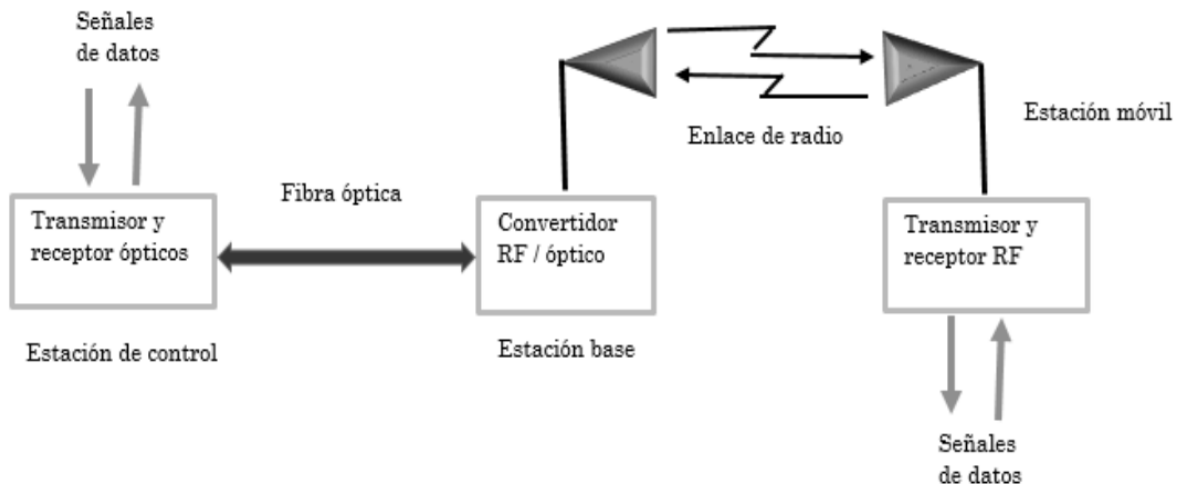 Señales
de datos
Transmisor y
receptor ópticos
Estación de control
Fibra óptica
Convertidor
RF / óptico
Estación base
Enlace de radio
Estación móvil
Transmisor y
receptor RF
Señales
de datos